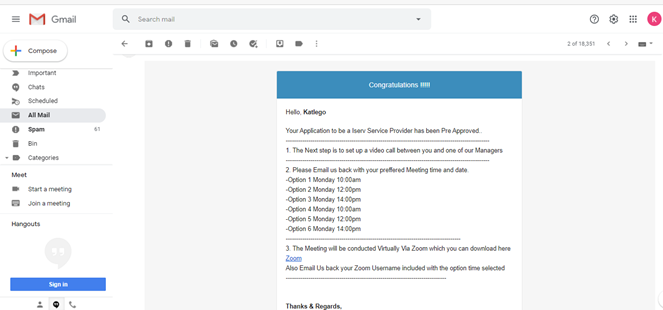 Gmail
Search mail
Compose
2 of 18,351
K
Important
Chats
Scheduled
All Mail
Spam 61
Bin
Categories
Meet
Start a meeting
Join a meeting
Hangouts
Sign in
Congratulations !!!!!
Hello, Katlego
Your Application to be a Iserv Service Provider has been Pre Approved.
--------------------------------------------------------------------------------
1. The Next step is to set up a video call between you and one of our Managers
--------------------------------------------------------------------------------
2. Please Email us back with your preffered Meeting time and date.
-Option 1 Monday 10:00am
-Option 2 Monday 12:00pm
-Option 3 Monday 14:00pm
-Option 4 Monday 10:00am
-Option 5 Monday 12:00pm
-Option 6 Monday 14:00pm
--------------------------------------------------------------------
3. The Meeting will be conducted Virtually Via Zoom which you can download here
Zoom
Also Email Us back your Zoom Username included with the option time selected
---------------------------------------------------------------
Thanks & Regards,